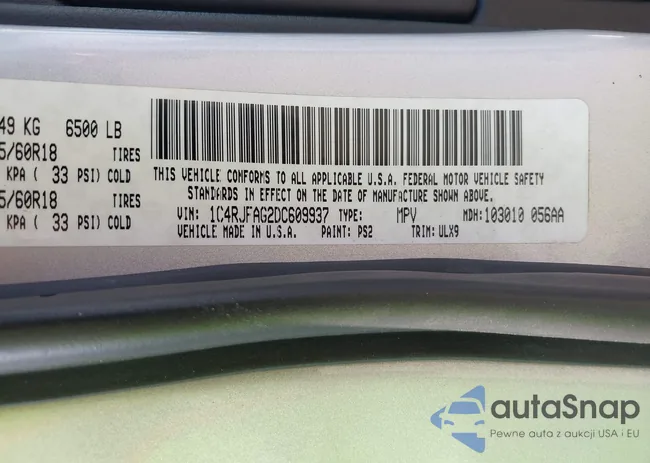 49 KG 6500 LB
5/60R18 TIRES
KPA ( 33 PSI) COLD
5/60R18 TIRES
KPA ( 33 PSI) COLD
THIS VEHICLE CONFORMS TO ALL APPLICABLE U.S.A. FEDERAL MOTOR VEHICLE SAFETY
STANDARDS IN EFFECT ON THE DATE OF MANUFACTURE SHOWN ABOVE.
VIN: 1C4RJFAG2DC609937 TYPE: MPV MDH: 103010 056AA
VEHICLE MADE IN U.S.A. PAINT: PS2 TRIM: ULX9
autaSnap
Pewne auta z aukcji USA i EU